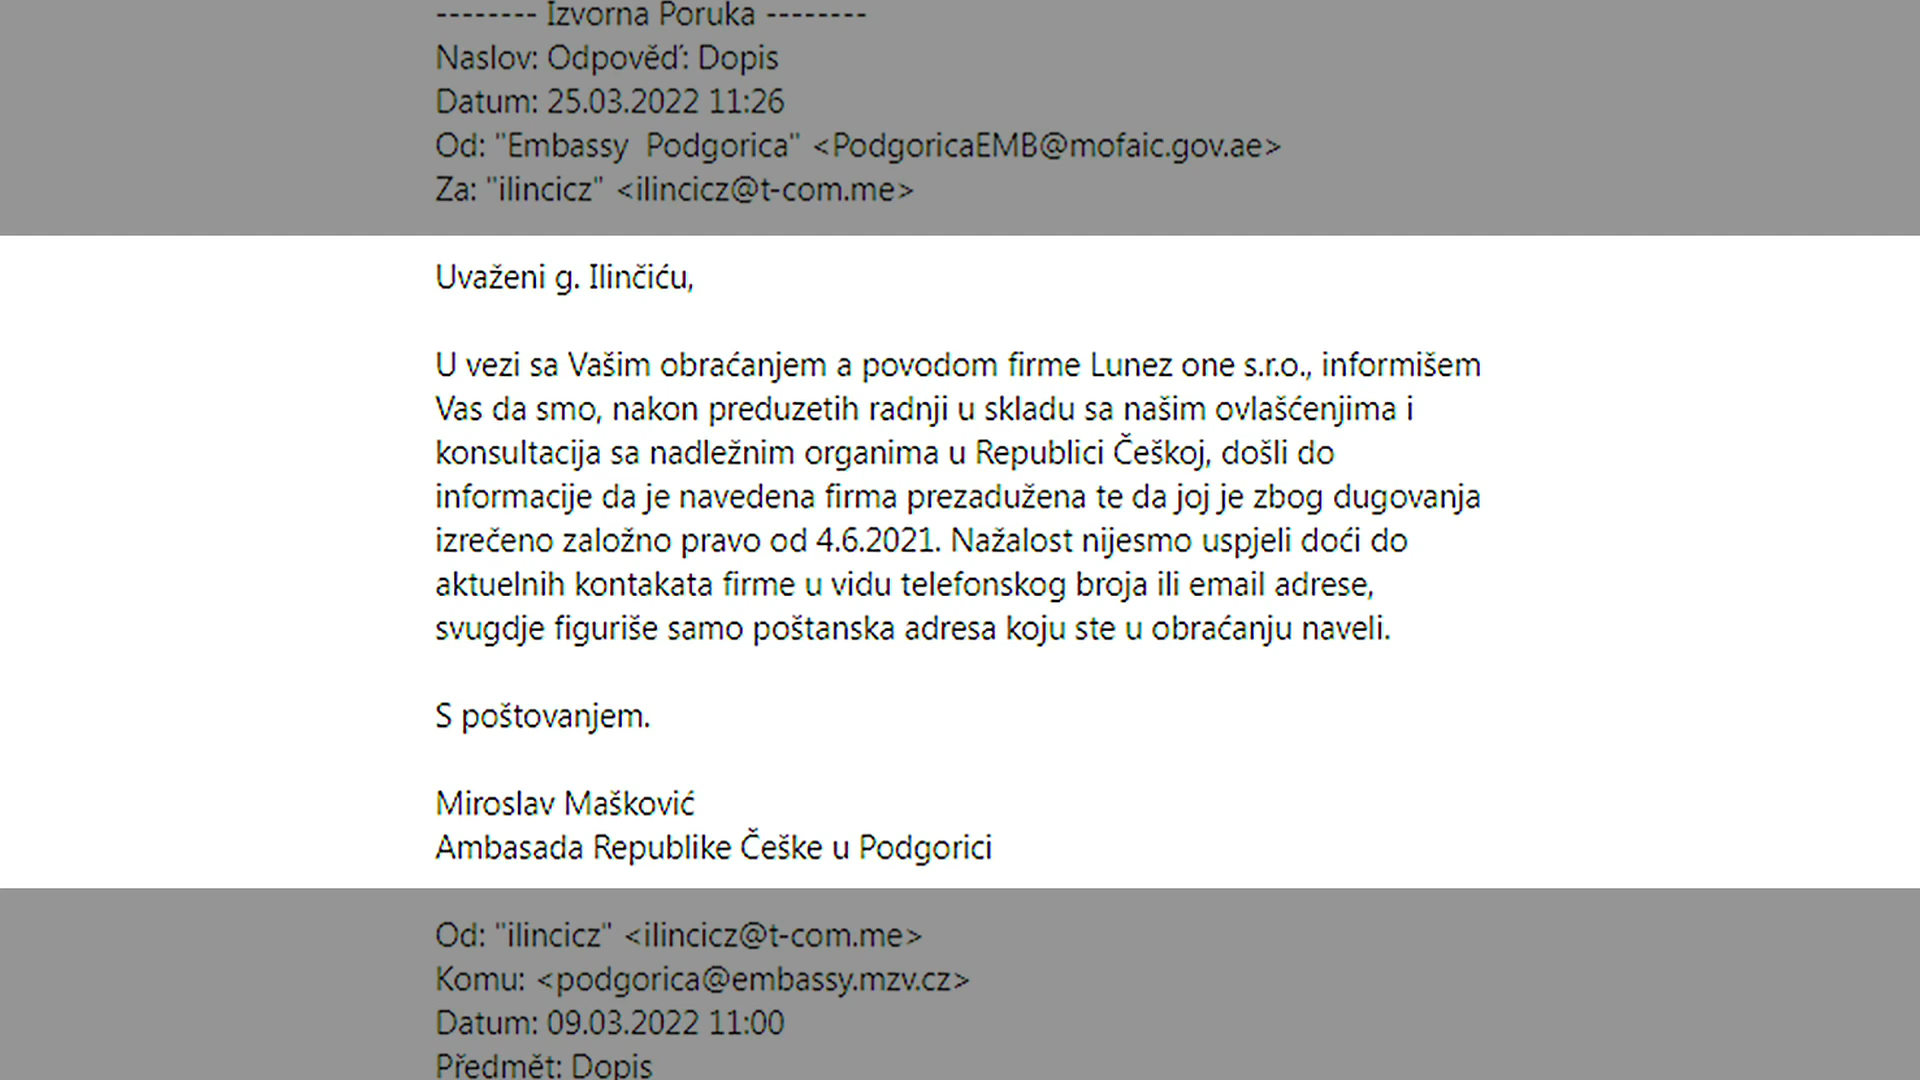 -------- Izvorna Poruka --------
Naslov: Odpověď: Dopis
Datum: 25.03.2022 11:26
Od: "Embassy  Podgorica" <PodgoricaEMB@mofaic.gov.ae>
Za: "ilincicz" <ilincicz@t-com.me>
Uvaženi g. Ilinčiću,
U vezi sa Vašim obraćanjem a povodom firme Lunez one s.r.o., informišem
Vas da smo, nakon preduzetih radnji u skladu sa našim ovlašćenjima i
konsultacija sa nadležnim organima u Republici Češkoj, došli do
informacije da je navedena firma prezadužena te da joj je zbog dugovanja
izrečeno založno pravo od 4.6.2021. Nažalost nijesmo uspjeli doći do
aktuelnih kontakata firme u vidu telefonskog broja ili email adrese,
svugdje figuriše samo poštanska adresa koju ste u obraćanju naveli.
S poštovanjem.
Miroslav Mašković
Ambasada Republike Češke u Podgorici
Od: "ilincicz" <ilincicz@t-com.me>
Komu: <podgorica@embassy.mzv.cz>
Datum: 09.03.2022 11:00
Předmět: Dopis